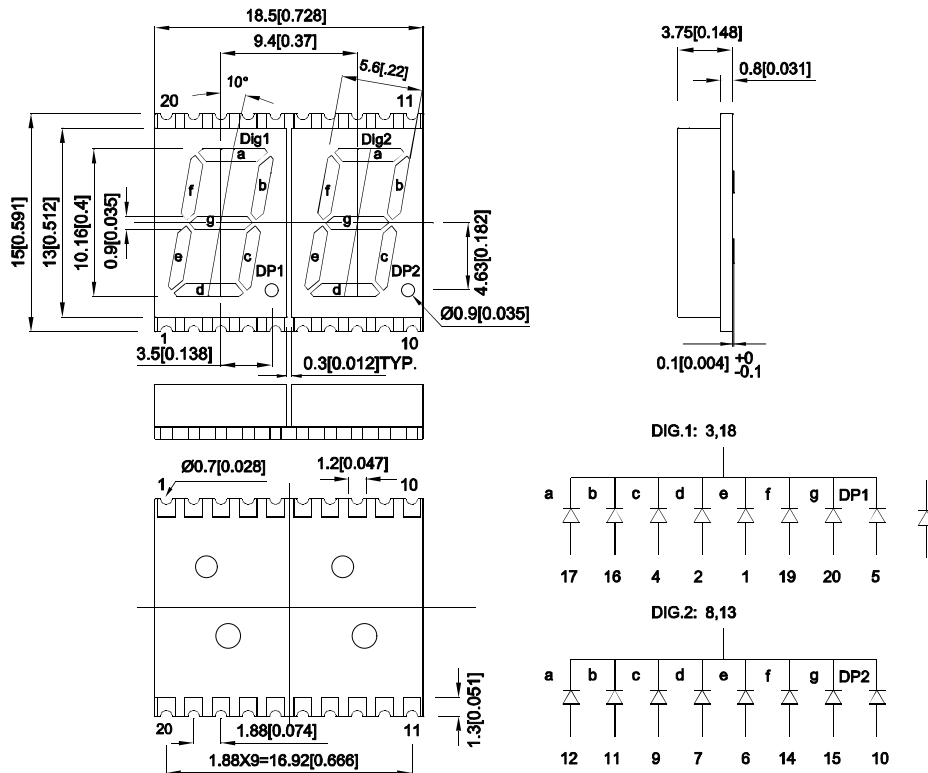 18.5[0.728]
9.4[0.37]
5.6[.22]
10°
20
11
Dig1
Dig2
a
b
c
d
e
f
g
DP1
a
b
c
d
e
f
g
DP2
15[0.591]
13[0.512]
10.16[0.4]
0.9[0.035]
4.63[0.182]
Ø0.9[0.035]
1
10
3.5[0.138]
0.3[0.012]TYP.
3.75[0.148]
0.8[0.031]
0.1[0.004] +0
-0.1
Ø0.7[0.028]
1.2[0.047]
1
10
20
11
1.88[0.074]
1.88X9=16.92[0.666]
1.3[0.051]
DIG.1: 3,18
a b c d e f g DP1
17 16 4 2 1 19 20 5
DIG.2: 8,13
a b c d e f g DP2
12 11 9 7 6 14 15 10